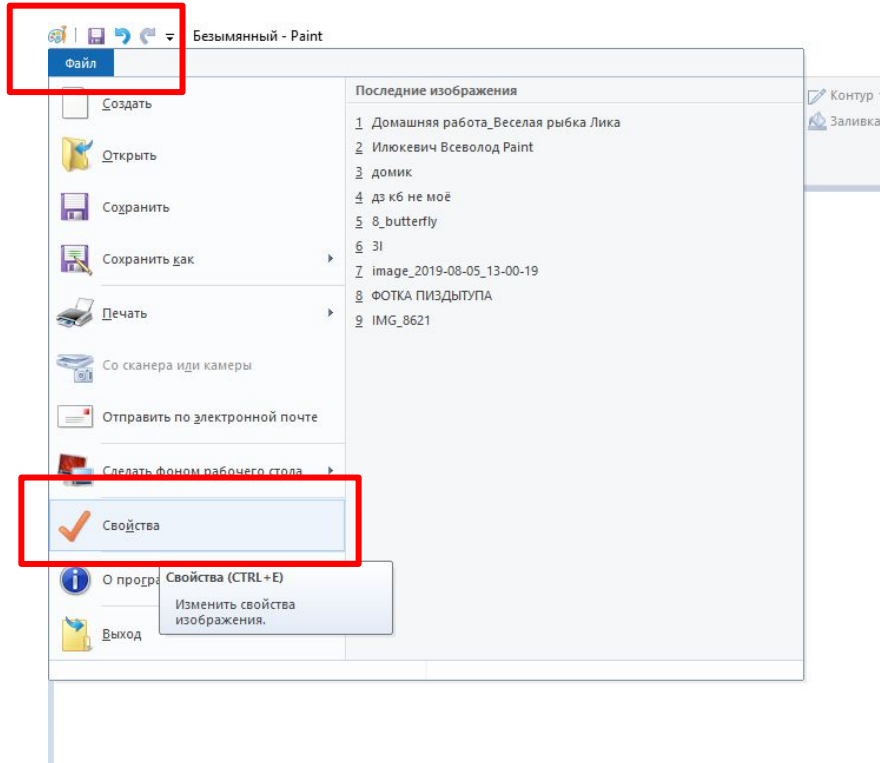 Безымянный - Paint
Файл
Создать
Открыть
Сохранить
Сохранить как
Печать
Со сканера или камеры
Отправить по электронной почте
Сделать фоном рабочего стола
Свойства
О програ
Выход
Свойства (CTRL+E)
Изменить свойства
изображения.
Последние изображения
1 Домашняя работа_Веселая рыбка Лика
2 Илюкевич Всеволод Paint
3 домик
4 дз к6 не моё
5 8_butterfly
6 3l
7 image_2019-08-05_13-00-19
8 ФОТКА ПИЗДЫТУПА
9 IMG_8621
Контур
Заливка